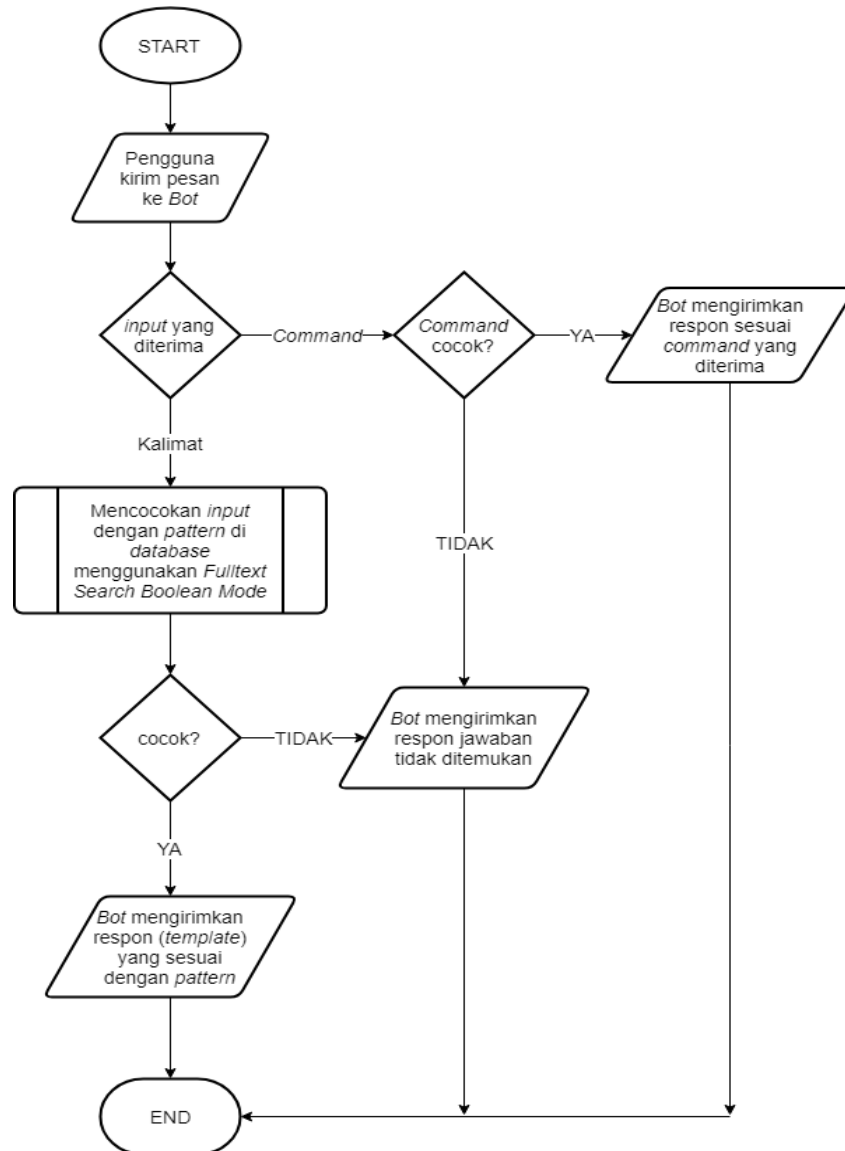 START
Pengguna
kirim pesan
ke Bot
input yang
diterima
Command
Command
cocok?
YA
Bot mengirimkan
respon sesuai
command yang
diterima
Kalimat
Mencocokan input
dengan pattern di
database
menggunakan Fulltext
Search Boolean Mode
TIDAK
cocok?
TIDAK
Bot mengirimkan
respon jawaban
tidak ditemukan
YA
Bot mengirimkan
respon (template)
yang sesuai
dengan pattern
END